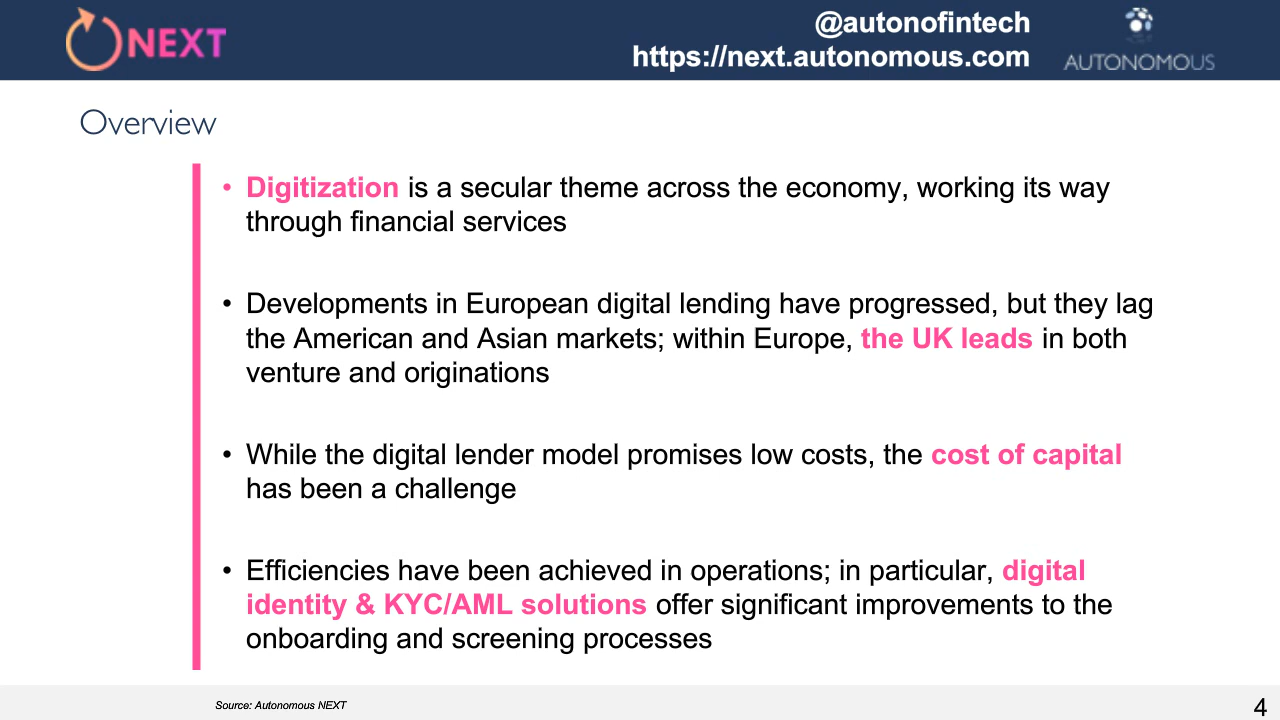 NEXT
@autonofintech
https://next.autonomous.com
AUTONOMOUS
Overview
• Digitization is a secular theme across the economy, working its way
through financial services
• Developments in European digital lending have progressed, but they lag
the American and Asian markets; within Europe, the UK leads in both
venture and originations
• While the digital lender model promises low costs, the cost of capital
has been a challenge
• Efficiencies have been achieved in operations; in particular, digital
identity & KYC/AML solutions offer significant improvements to the
onboarding and screening processes
Source: Autonomous NEXT
4